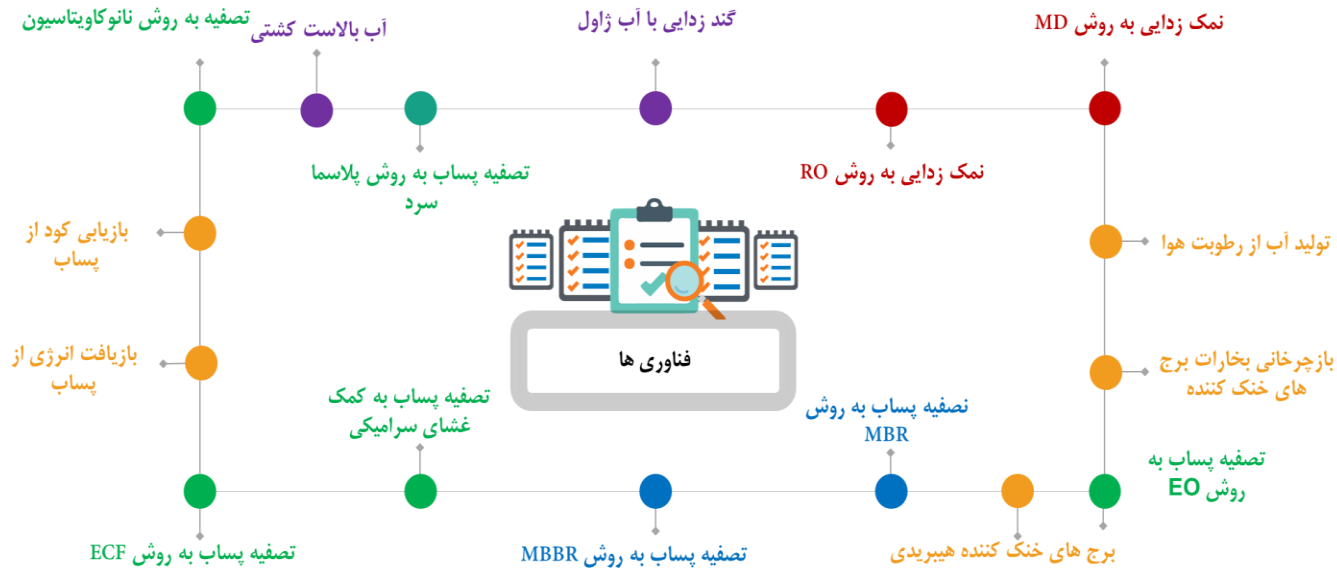 تصفیه به روش نانوکاویتاسیون
آب بالاست کشتی
گند زدایی با آب ژاول
نمک زدایی به روش MD
تصفیه پساب به روش پلاسما
سرد
نمک زدایی به روش RO
بازیابی کود از
پساب
تولید آب از رطوبت هوا
فناوری ها
بازیافت انرژی از
پساب
بازچرخانی بخارات برج
های خنک کننده
تصفیه پساب به کمک
غشای سرامیکی
نصفیه پساب به روش
MBR
تصفیه پساب به
روش EO
تصفیه پساب به روش ECF
تصفیه پساب به روش MBBR
برج های خنک کننده هیبریدی